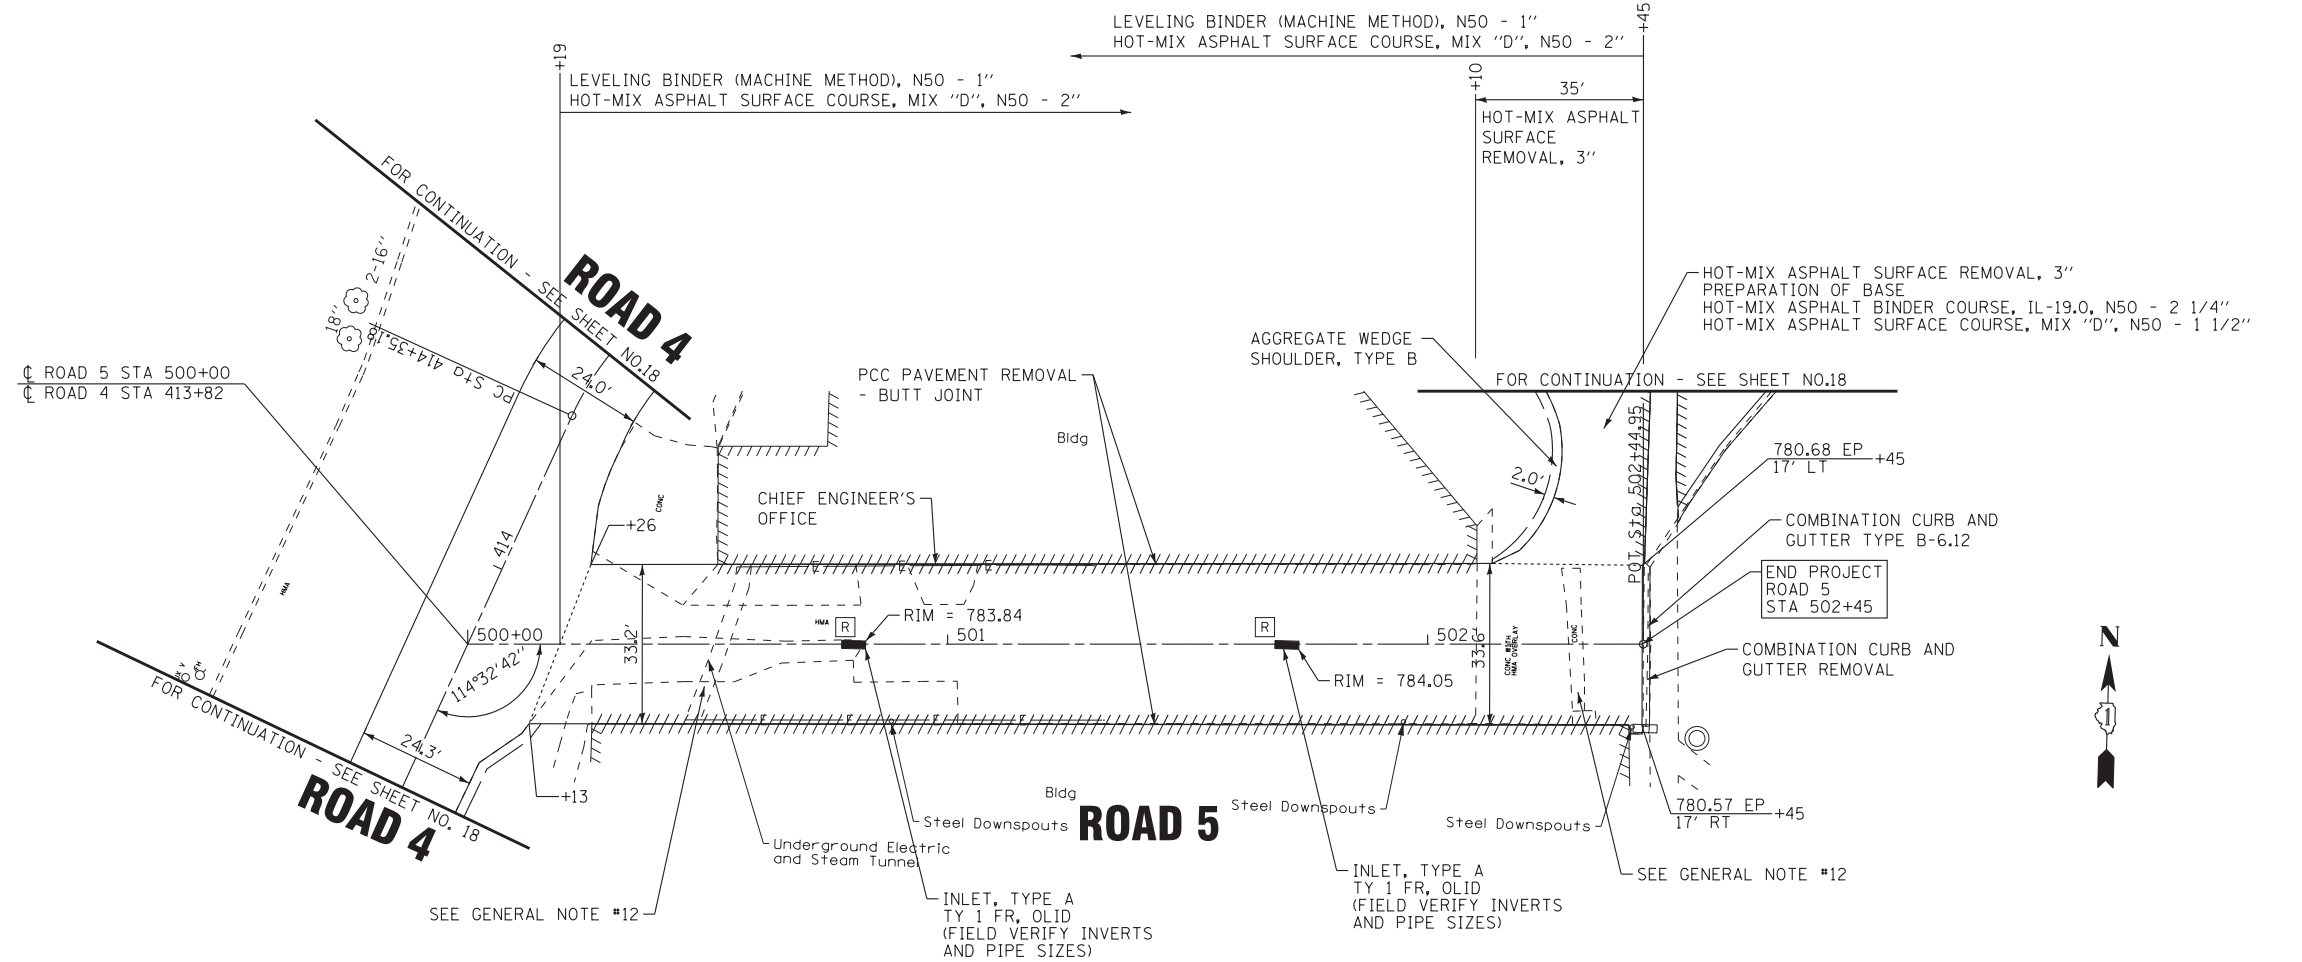 LEVELING BINDER (MACHINE METHOD), N50 - 1''
HOT-MIX ASPHALT SURFACE COURSE, MIX "D", N50 - 2''
+45
+19
LEVELING BINDER (MACHINE METHOD), N50 - 1''
HOT-MIX ASPHALT SURFACE COURSE, MIX "D", N50 - 2''
+10
35'
HOT-MIX ASPHALT
SURFACE
REMOVAL, 3''
FOR CONTINUATION - SEE SHEET NO.18
ROAD 4
2-16''
18''
PC Sta 414+35.18
24.0'
℄ ROAD 5 STA 500+00
℄ ROAD 4 STA 413+82
HOT-MIX ASPHALT SURFACE REMOVAL, 3''
PREPARATION OF BASE
HOT-MIX ASPHALT BINDER COURSE, IL-19.0, N50 - 2 1/4''
HOT-MIX ASPHALT SURFACE COURSE, MIX "D", N50 - 1 1/2''
AGGREGATE WEDGE
SHOULDER, TYPE B
PCC PAVEMENT REMOVAL
- BUTT JOINT
FOR CONTINUATION - SEE SHEET NO.18
Bldg
POT Sta 502+44.95
780.68 EP
17' LT
+45
2.0'
CHIEF ENGINEER'S
OFFICE
CONC
+26
414
HMA
COMBINATION CURB AND
GUTTER TYPE B-6.12
END PROJECT
ROAD 5
STA 502+45
E
E
E
RIM = 783.84
HMA
R
R
500+00
501
502
33.2'
33.6'
CONC WITH
HMA OVERLAY
CONC
114°32'42''
COMBINATION CURB AND
GUTTER REMOVAL
N
RIM = 784.05
1
FOR CONTINUATION - SEE SHEET NO. 18
ROAD 4
24.3'
E
E
E
E
+13
Bldg
ROAD 5
Steel Downspouts
Steel Downspouts
Steel Downspouts
780.57 EP
17' RT
+45
Underground Electric
and Steam Tunnel
SEE GENERAL NOTE #12
SEE GENERAL NOTE #12
INLET, TYPE A
TY 1 FR, OLID
(FIELD VERIFY INVERTS
AND PIPE SIZES)
INLET, TYPE A
TY 1 FR, OLID
(FIELD VERIFY INVERTS
AND PIPE SIZES)